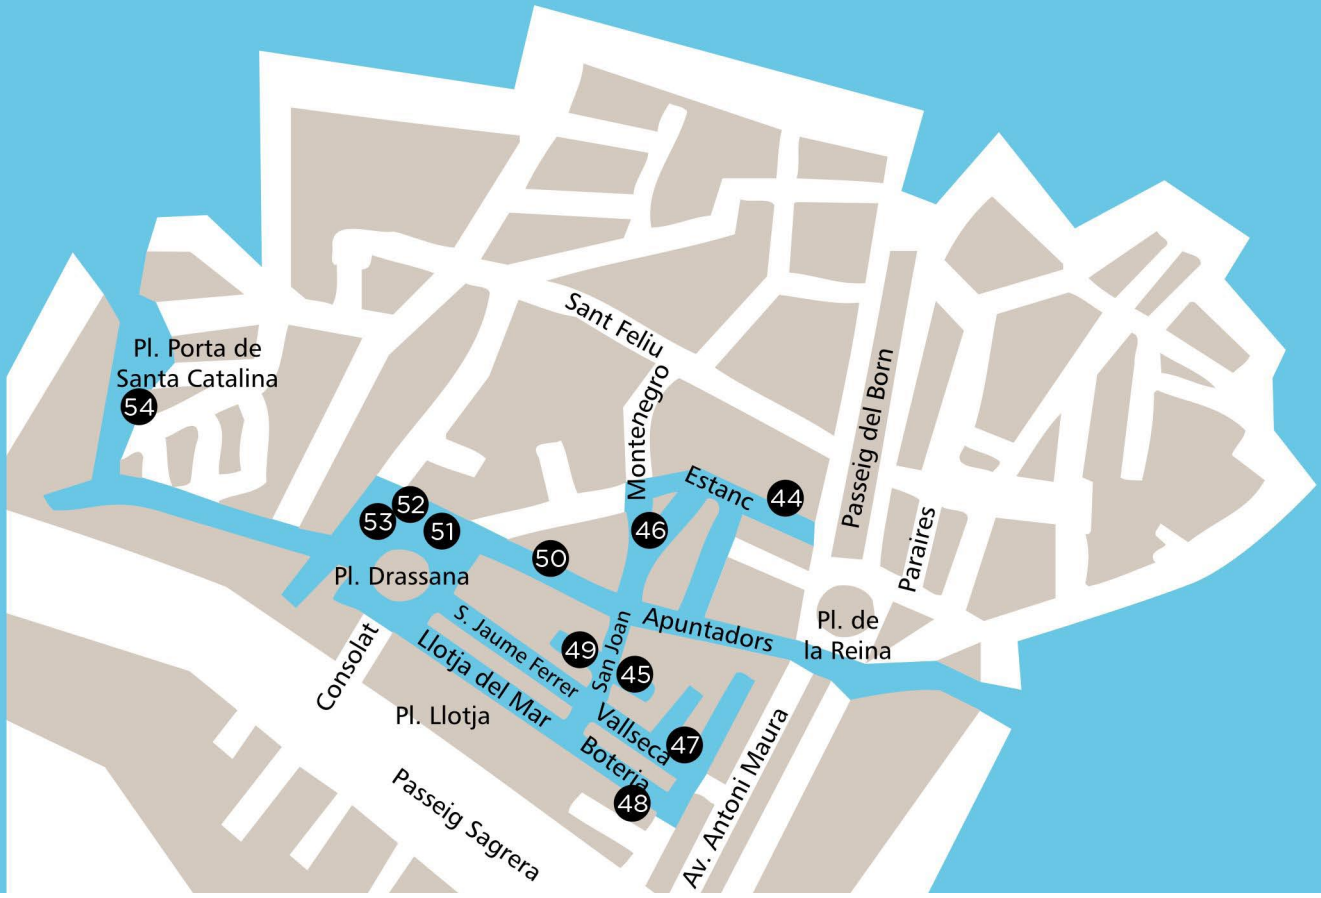 Sant Feliu
Pl. Porta de
Santa Catalina
54
Montenegro
Passeig del Born
Estanc
44
52
53
51
46
50
Paraires
Pl. Drassana
S. Jaume Ferrer
San Joan
Apuntadors
Pl. de
la Reina
49
45
Consolat
Llotja del Mar
Pl. Llotja
Vallseca
47
Boteria
48
Av. Antoni Maura
Passeig Sagrera